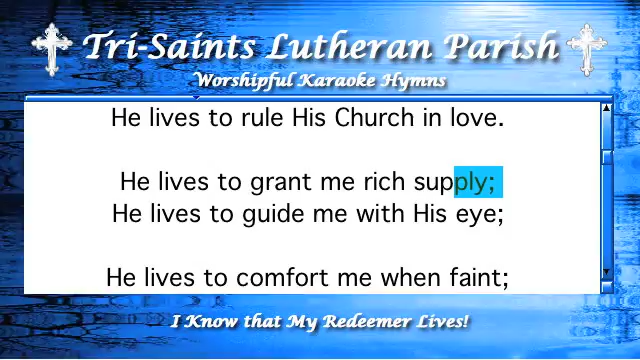 Tri-Saints Lutheran Parish
Worshipful Karaoke Hymns
He lives to rule His Church in love.
He lives to grant me rich supply;
He lives to guide me with His eye;
He lives to comfort me when faint;
I Know that My Redeemer Lives!